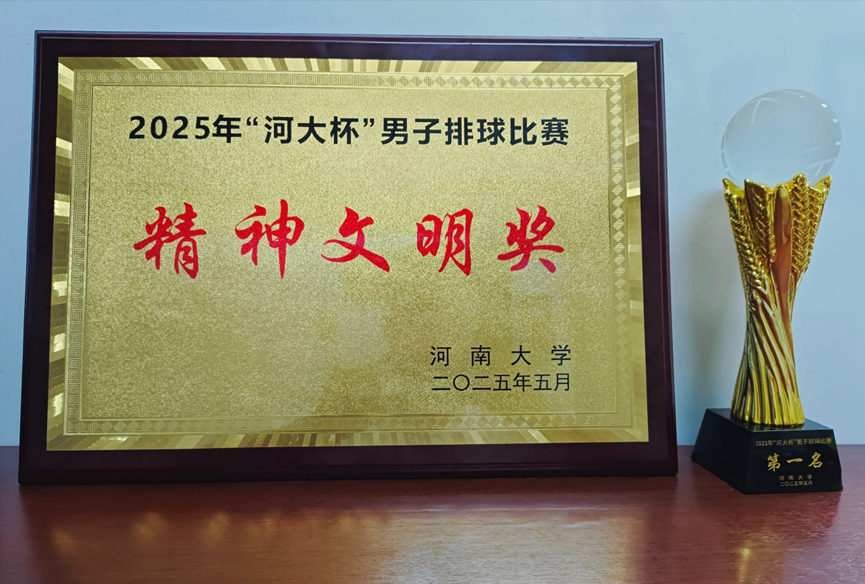 2025年“河大杯”男子排球比赛
精神文明奖
河南大学
二〇二五年五月
2025年“河大杯”男子排球比赛
第一名
河南大学
二〇二五年五月